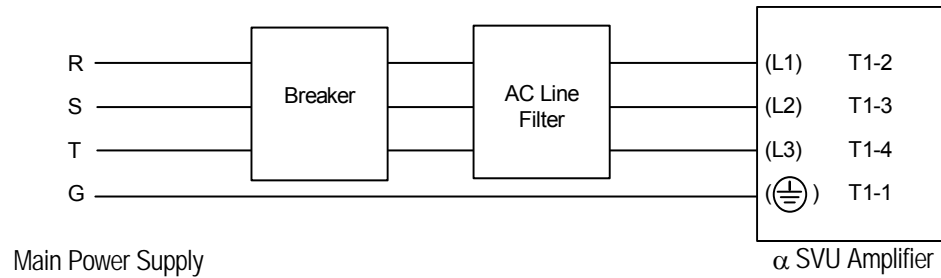 R
S
T
G
Breaker
AC Line
Filter
(L1) T1-2
(L2) T1-3
(L3) T1-4
(⏚) T1-1
Main Power Supply
α SVU Amplifier